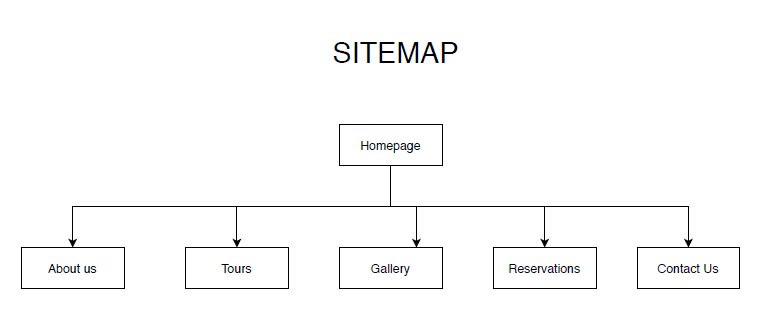 SITEMAP
Homepage
About us
Tours
Gallery
Reservations
Contact Us